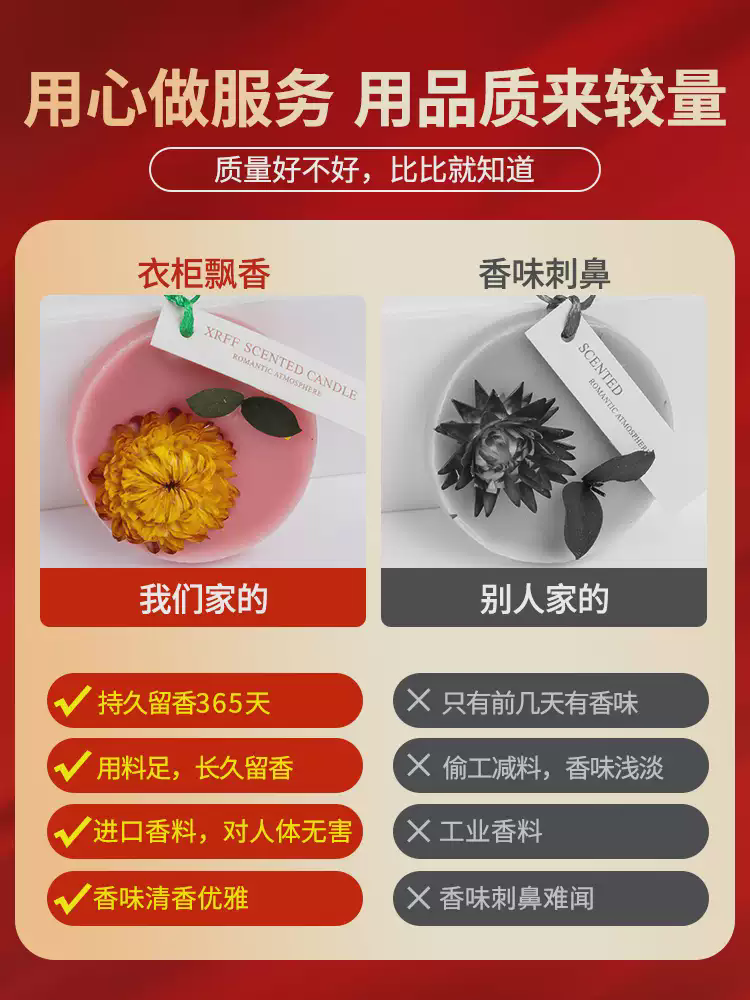 用心做服务 用品质来较量
质量好不好，比比就知道
衣柜飘香
香味刺鼻
XRFF SCENTED CANDLE
ROMANTIC ATMOSPHERE
SCENTED
ROMANTIC ATMOSPHERE
我们家的
别人家的
持久留香365天
只有前几天有香味
用料足，长久留香
偷工减料，香味浅淡
进口香料，对人体无害
工业香料
香味清香优雅
香味刺鼻难闻